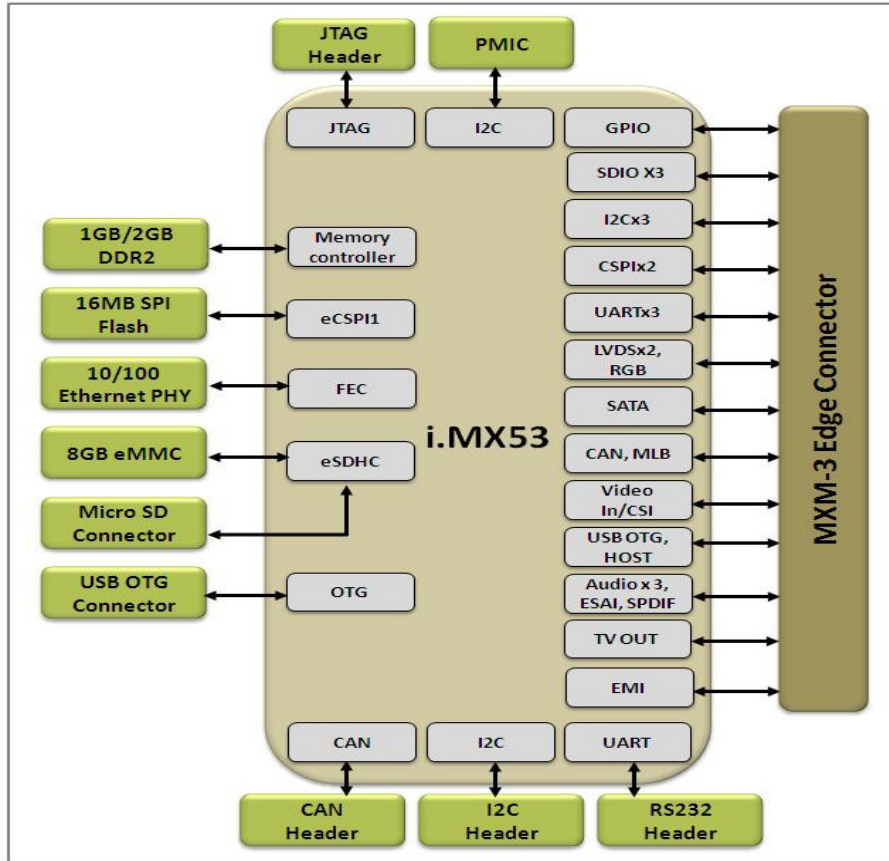 JTAG
Header
PMIC
JTAG
I2C
GPIO
SDIO X3
I2Cx3
CSPIx2
UARTx3
LVDSx2,
RGB
SATA
CAN, MLB
Video
In/CSI
USB OTG,
HOST
Audio x 3,
ESAI, SPDIF
TV OUT
EMI
MXM-3 Edge Connector
1GB/2GB
DDR2
Memory
controller
16MB SPI
Flash
eCSPI1
10/100
Ethernet PHY
FEC
i.MX53
8GB eMMC
eSDHC
Micro SD
Connector
USB OTG
Connector
OTG
CAN
I2C
UART
CAN
Header
I2C
Header
RS232
Header